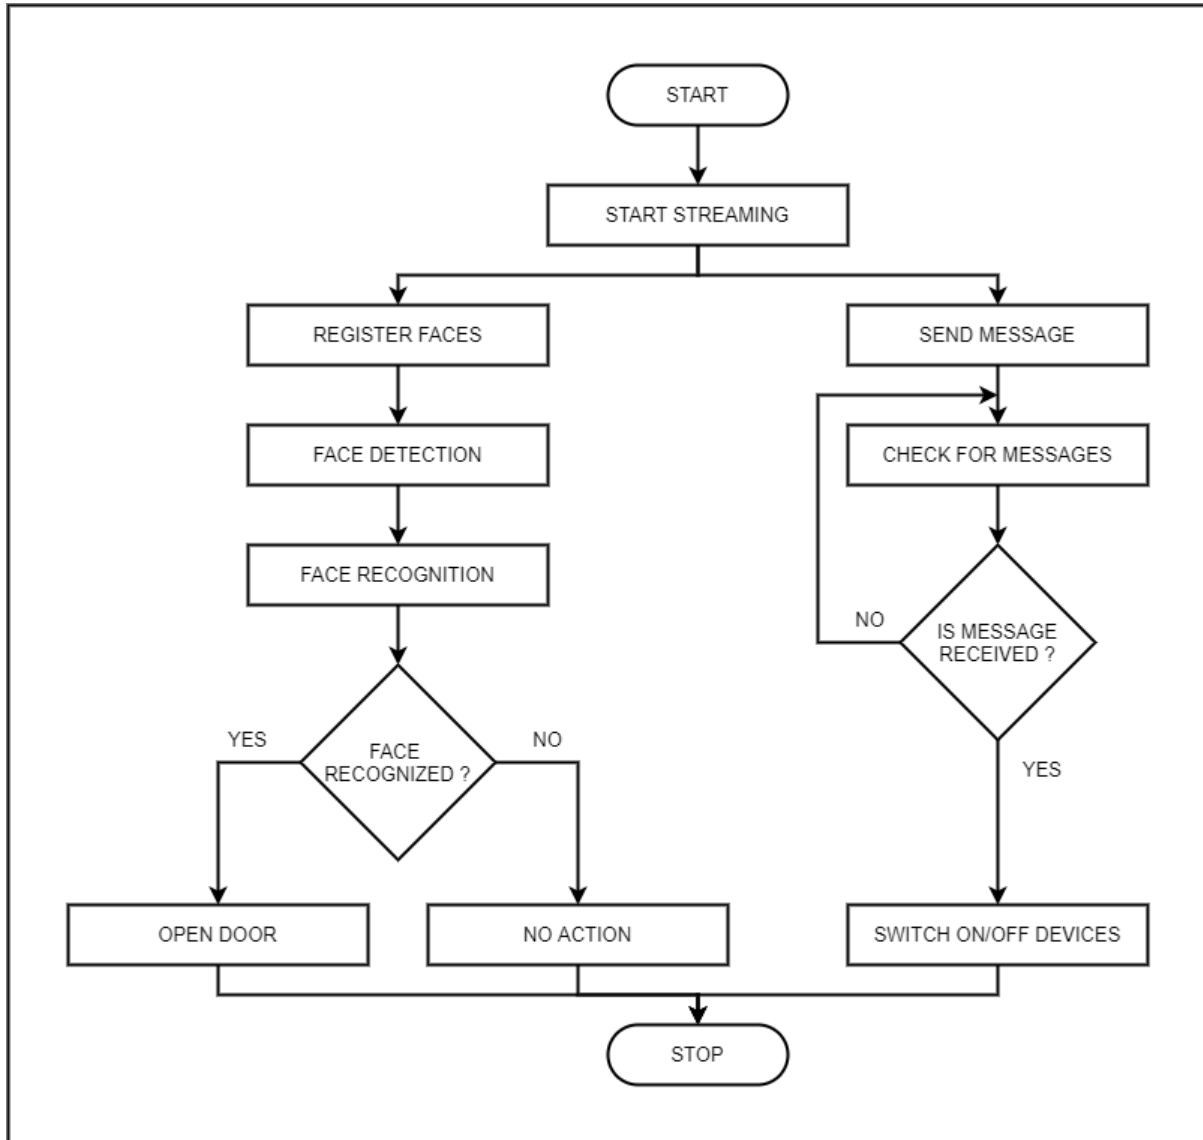 START
START STREAMING
REGISTER FACES
SEND MESSAGE
FACE DETECTION
CHECK FOR MESSAGES
FACE RECOGNITION
NO
IS MESSAGE
RECEIVED ?
YES
NO
FACE
RECOGNIZED ?
YES
OPEN DOOR
NO ACTION
SWITCH ON/OFF DEVICES
STOP